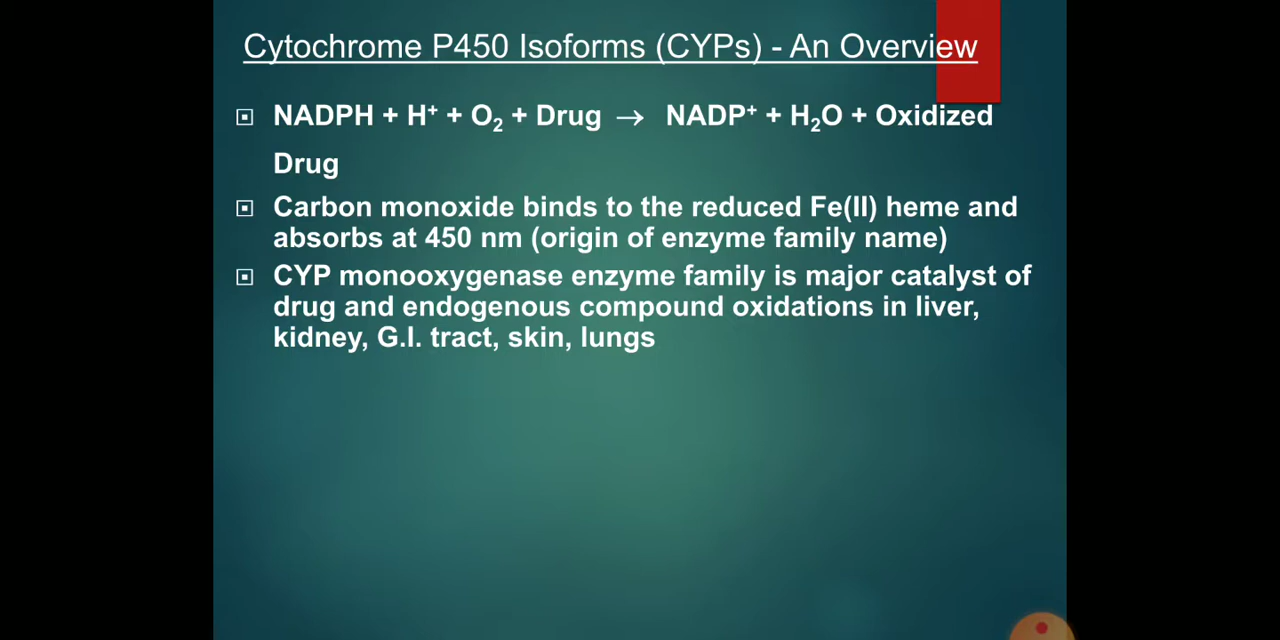 Cytochrome P450 Isoforms (CYPs) - An Overview
NADPH + H⁺ + O₂ + Drug → NADP⁺ + H₂O + Oxidized
Drug
Carbon monoxide binds to the reduced Fe(II) heme and
absorbs at 450 nm (origin of enzyme family name)
CYP monooxygenase enzyme family is major catalyst of
drug and endogenous compound oxidations in liver,
kidney, G.I. tract, skin, lungs